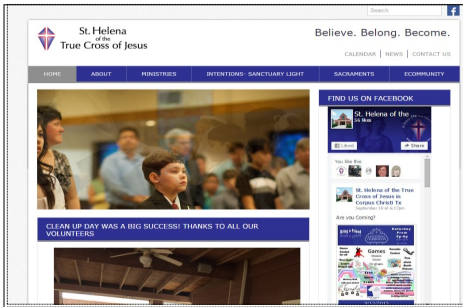 Search
St. Helena
of the
True Cross of Jesus
Believe. Belong. Become.
CALENDAR | NEWS | CONTACT US
HOME
ABOUT
MINISTRIES
INTENTIONS- SANCTUARY LIGHT
SACRAMENTS
ECOMMUNITY
FIND US ON FACEBOOK
St. Helena of the ...
56 likes
Liked
Share
You like this
St. Helena of the True
Cross of Jesus in
Corpus Christi Tx
Are you Coming?
Games
Saturday
CLEAN UP DAY WAS A BIG SUCCESS! THANKS TO ALL OUR
VOLUNTEERS